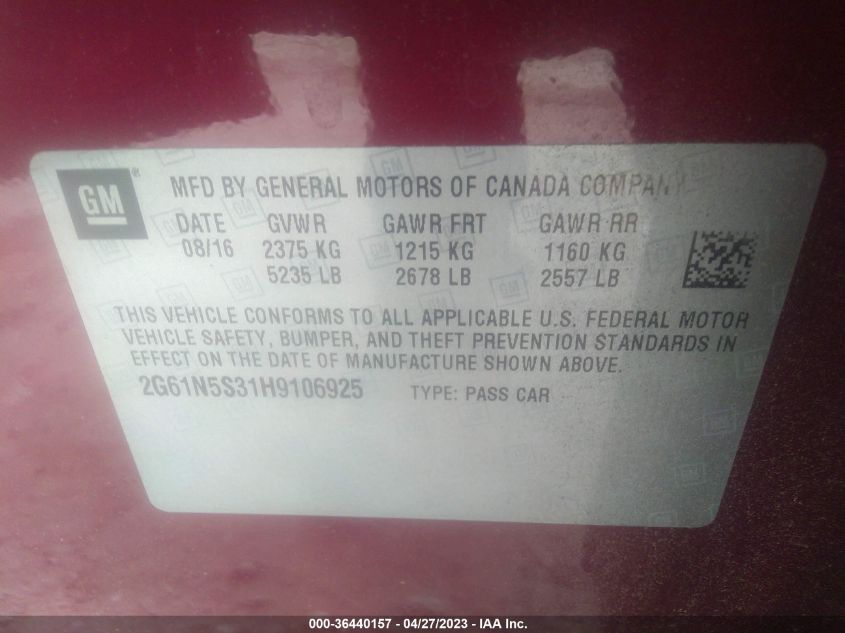 GM
MFD BY GENERAL MOTORS OF CANADA COMPANY
DATE GVWR GAWR FRT GAWR RR
08/16 2375 KG 1215 KG 1160 KG
5235 LB 2678 LB 2557 LB
THIS VEHICLE CONFORMS TO ALL APPLICABLE U.S. FEDERAL MOTOR
VEHICLE SAFETY, BUMPER, AND THEFT PREVENTION STANDARDS IN
EFFECT ON THE DATE OF MANUFACTURE SHOWN ABOVE.
2G61N5S31H9106925 TYPE: PASS CAR
000-36440157 - 04/27/2023 - IAA Inc.